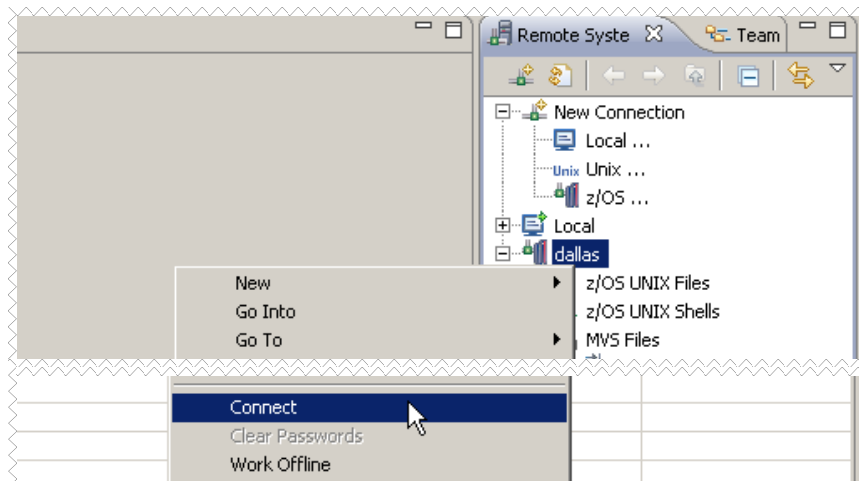 Remote Syste Team
New Connection
Local ...
Unix Unix ...
z/OS ...
Local
dallas
New z/OS UNIX Files
Go Into z/OS UNIX Shells
Go To MVS Files
Connect
Clear Passwords
Work Offline